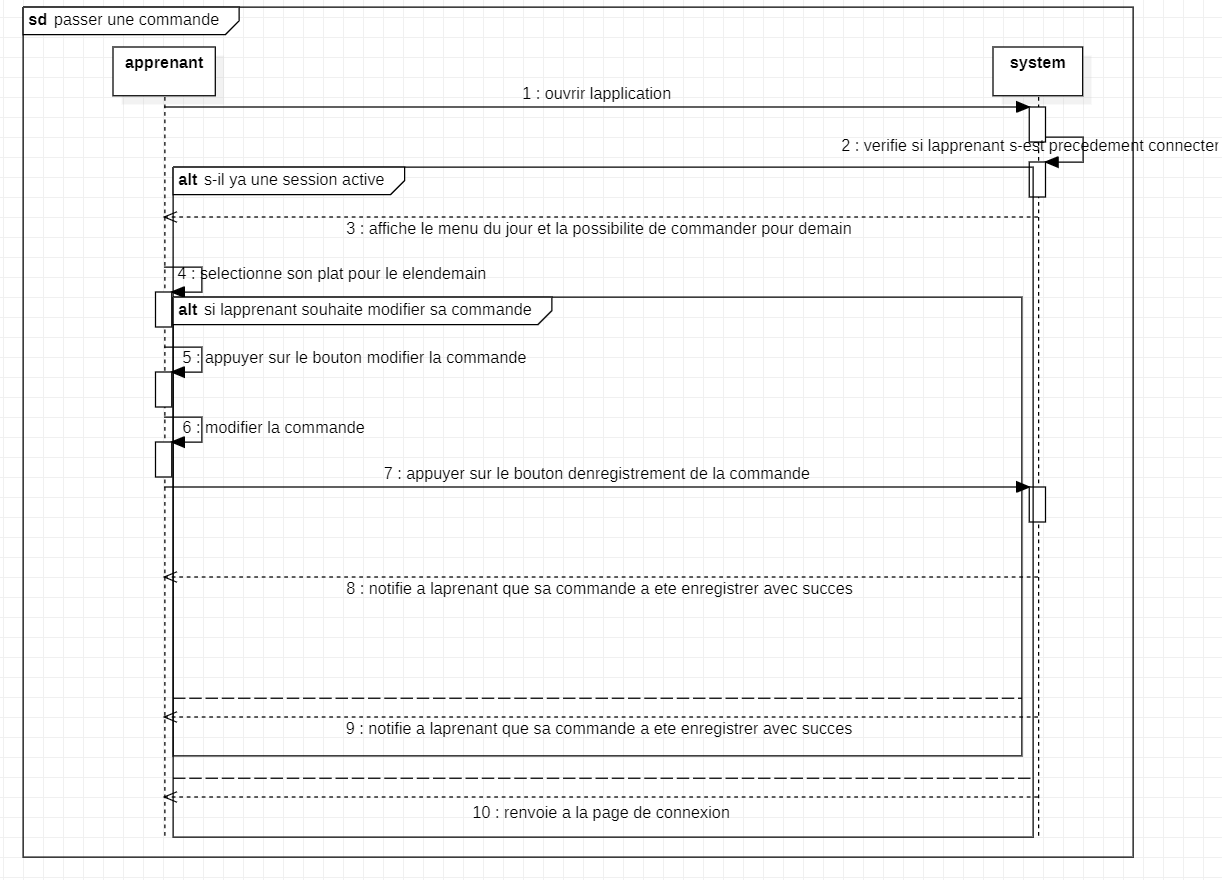 sd passer une commande
apprenant
system
1 : ouvrir lapplication
2 : verifie si lapprenant s-est precedement connecter
alt s-il ya une session active
3 : affiche le menu du jour et la possibilite de commander pour demain
4 : selectionne son plat pour le elendemain
alt si lapprenant souhaite modifier sa commande
5 : appuyer sur le bouton modifier la commande
6 : modifier la commande
7 : appuyer sur le bouton denregistrement de la commande
8 : notifie a laprenant que sa commande a ete enregistrer avec succes
9 : notifie a laprenant que sa commande a ete enregistrer avec succes
10 : renvoie a la page de connexion